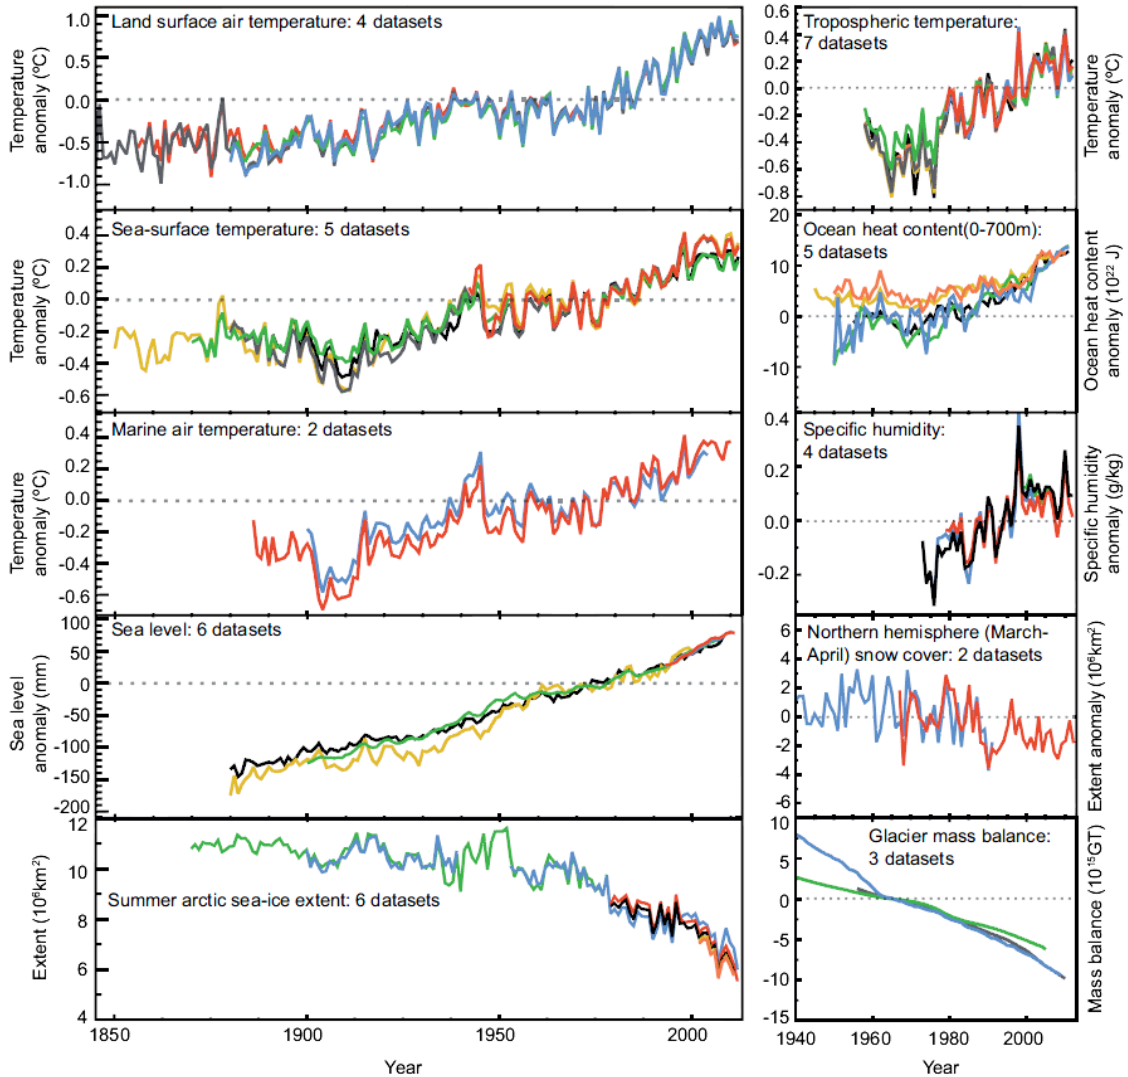 Land surface air temperature: 4 datasets
Temperature
anomaly (ºC)
1.0
0.5
0.0
-0.5
-1.0
Sea-surface temperature: 5 datasets
Temperature
anomaly (ºC)
0.4
0.2
0.0
-0.2
-0.4
-0.6
Marine air temperature: 2 datasets
Temperature
anomaly (ºC)
0.4
0.2
0.0
-0.2
-0.4
-0.6
Sea level: 6 datasets
Sea level
anomaly (mm)
100
50
0
-50
-100
-150
-200
Summer arctic sea-ice extent: 6 datasets
Extent (10⁶km²)
12
10
8
6
4
1850
1900
1950
2000
Year
Tropospheric temperature:
7 datasets
0.6
0.4
0.2
0.0
-0.2
-0.4
-0.6
-0.8
Temperature
anomaly (ºC)
Ocean heat content(0-700m):
5 datasets
20
10
0
-10
Ocean heat content
anomaly (10²² J)
Specific humidity:
4 datasets
0.4
0.2
0.0
-0.2
Specific humidity
anomaly (g/kg)
Northern hemisphere (March-
April) snow cover: 2 datasets
6
4
2
0
-2
-4
-6
Extent anomaly (10⁶km²)
Glacier mass balance:
3 datasets
10
5
0
-5
-10
-15
Mass balance (10¹⁵GT)
1940
1960
1980
2000
Year